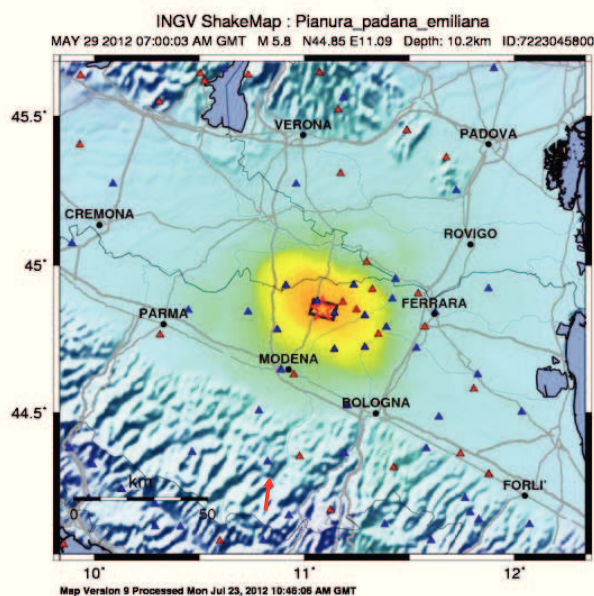 INGV ShakeMap : Pianura_padana_emiliana
MAY 29 2012 07:00:03 AM GMT M 5.8 N44.85 E11.09 Depth: 10.2km ID:7223045800
45.5°
VERONA
PADOVA
CREMONA
ROVIGO
45°
FERRARA
PARMA
MODENA
44.5°
BOLOGNA
km
FORLI'
0 50
10° 11° 12°
Map Version 9 Processed Mon Jul 23, 2012 10:46:06 AM GMT